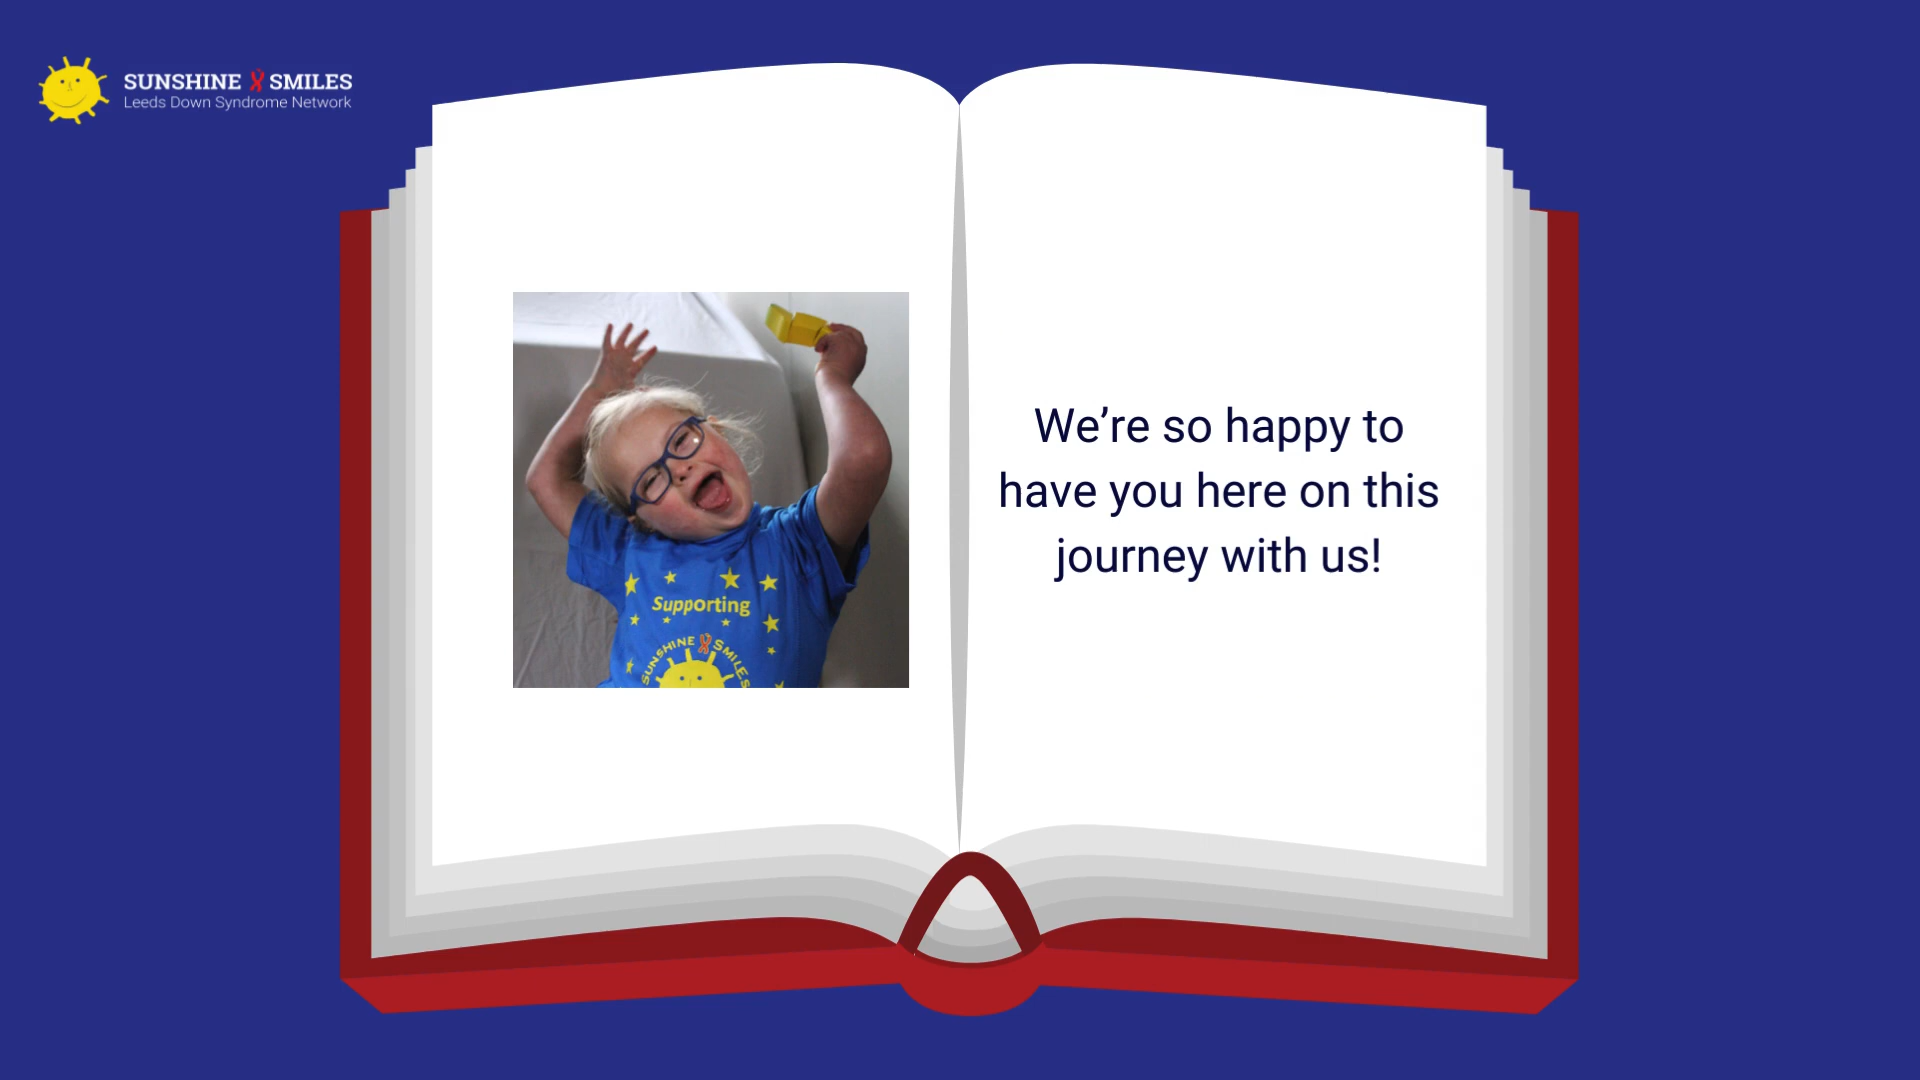 SUNSHINE & SMILES
Leeds Down Syndrome Network
Supporting
SUNSHINE & SMILES
We’re so happy to
have you here on this
journey with us!